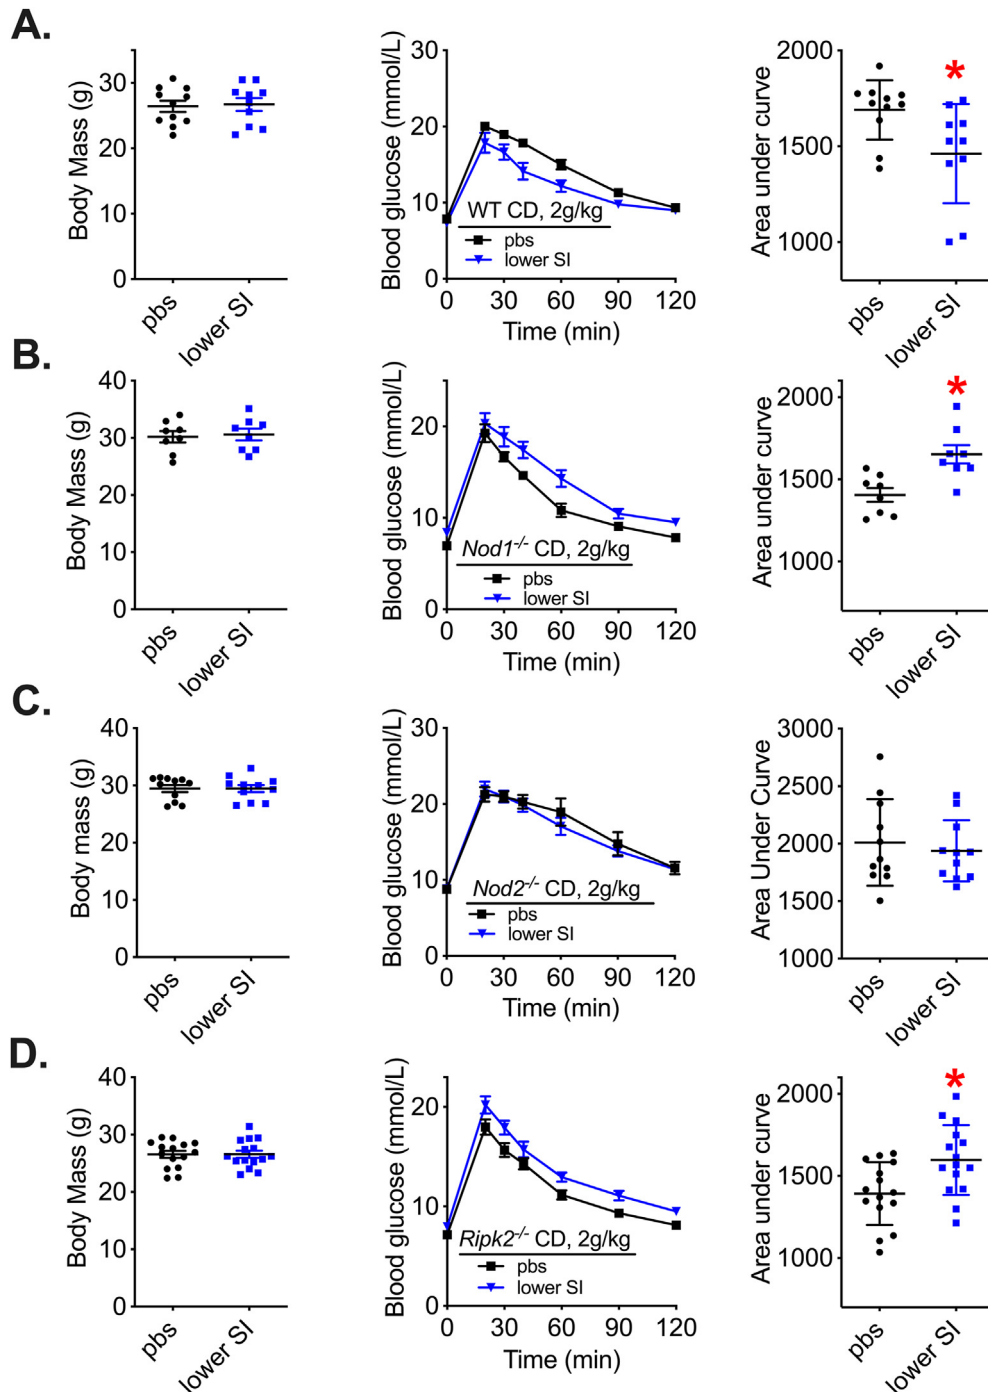 A.
Body Mass (g)
30
20
10
0
pbs
lower SI
Blood glucose (mmol/L)
30
20
10
0
WT CD, 2g/kg
pbs
lower SI
0 30 60 90 120
Time (min)
Area under curve
2000
1500
1000
*
pbs
lower SI
B.
Body Mass (g)
40
30
20
10
0
pbs
lower SI
Blood glucose (mmol/L)
20
10
0
Nod1-/- CD, 2g/kg
pbs
lower SI
0 30 60 90 120
Time (min)
Area under curve
2000
1500
1000
*
pbs
lower SI
C.
Body mass (g)
40
30
20
10
0
pbs
lower SI
Blood glucose (mmol/L)
30
20
10
0
Nod2-/- CD, 2g/kg
pbs
lower SI
0 30 60 90 120
Time (min)
Area Under Curve
3000
2500
2000
1500
1000
pbs
lower SI
D.
Body Mass (g)
40
30
20
10
0
pbs
lower SI
Blood glucose (mmol/L)
20
10
0
Ripk2-/- CD, 2g/kg
pbs
lower SI
0 30 60 90 120
Time (min)
Area under curve
2000
1500
1000
*
pbs
lower SI